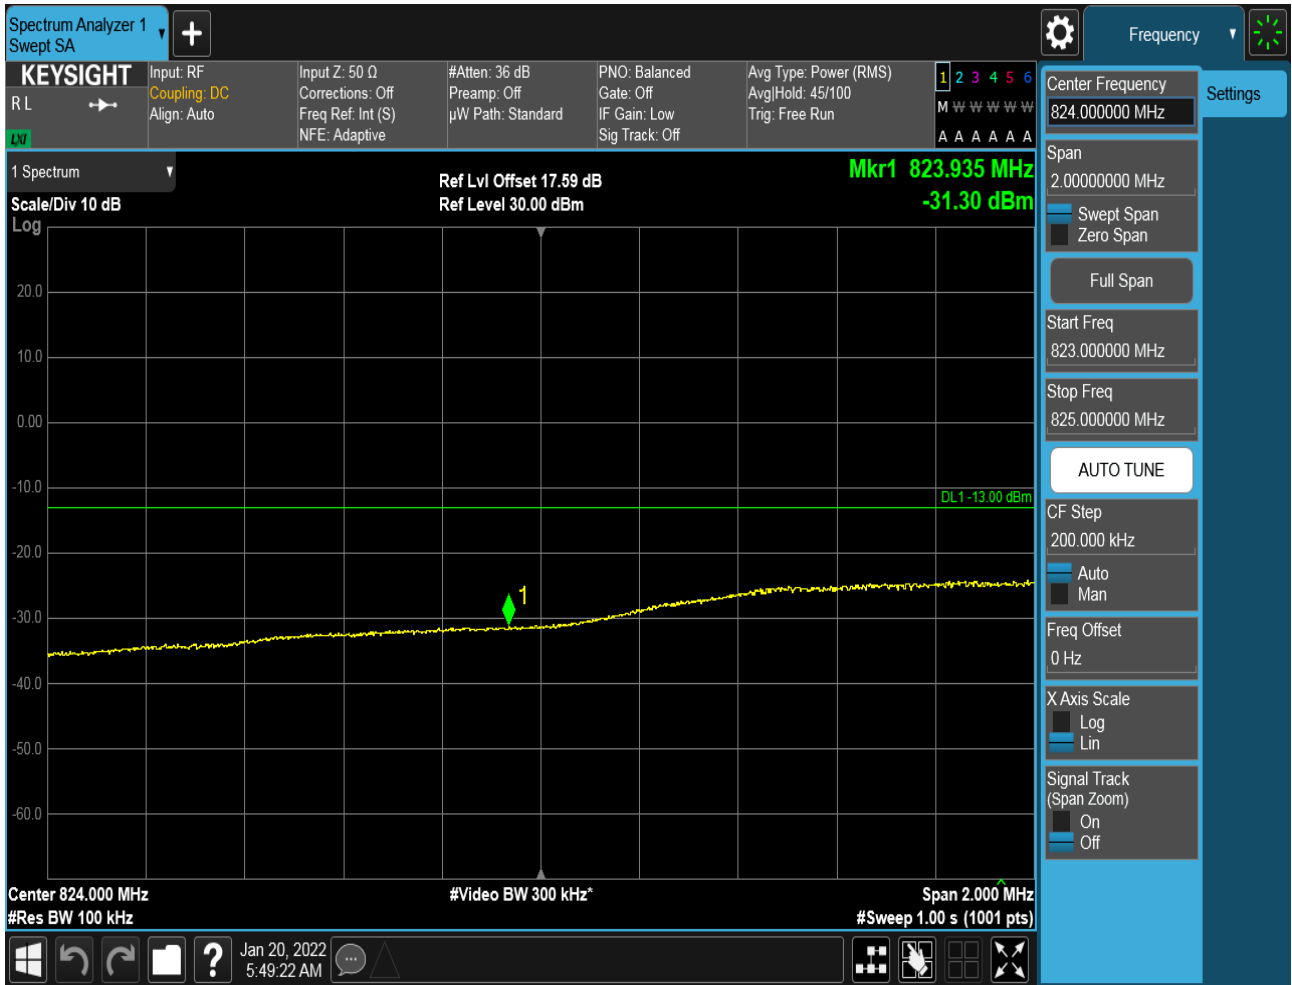 Spectrum Analyzer 1
Swept SA
+
Frequency
KEYSIGHT
R L
LXI
Input: RF
Coupling: DC
Align: Auto
Input Z: 50 Ω
Corrections: Off
Freq Ref: Int (S)
NFE: Adaptive
#Atten: 36 dB
Preamp: Off
µW Path: Standard
PNO: Balanced
Gate: Off
IF Gain: Low
Sig Track: Off
Avg Type: Power (RMS)
Avg|Hold: 45/100
Trig: Free Run
1 2 3 4 5 6
M W W W W W
A A A A A A
1 Spectrum
Scale/Div 10 dB
Log
Ref Lvl Offset 17.59 dB
Ref Level 30.00 dBm
Mkr1 823.935 MHz
-31.30 dBm
20.0
10.0
0.00
-10.0
-20.0
-30.0
-40.0
-50.0
-60.0
DL1 -13.00 dBm
1
Center 824.000 MHz
#Res BW 100 kHz
#Video BW 300 kHz*
Span 2.000 MHz
#Sweep 1.00 s (1001 pts)
Center Frequency
824.000000 MHz
Settings
Span
2.00000000 MHz
Swept Span
Zero Span
Full Span
Start Freq
823.000000 MHz
Stop Freq
825.000000 MHz
AUTO TUNE
CF Step
200.000 kHz
Auto
Man
Freq Offset
0 Hz
X Axis Scale
Log
Lin
Signal Track
(Span Zoom)
On
Off
?
Jan 20, 2022
5:49:22 AM